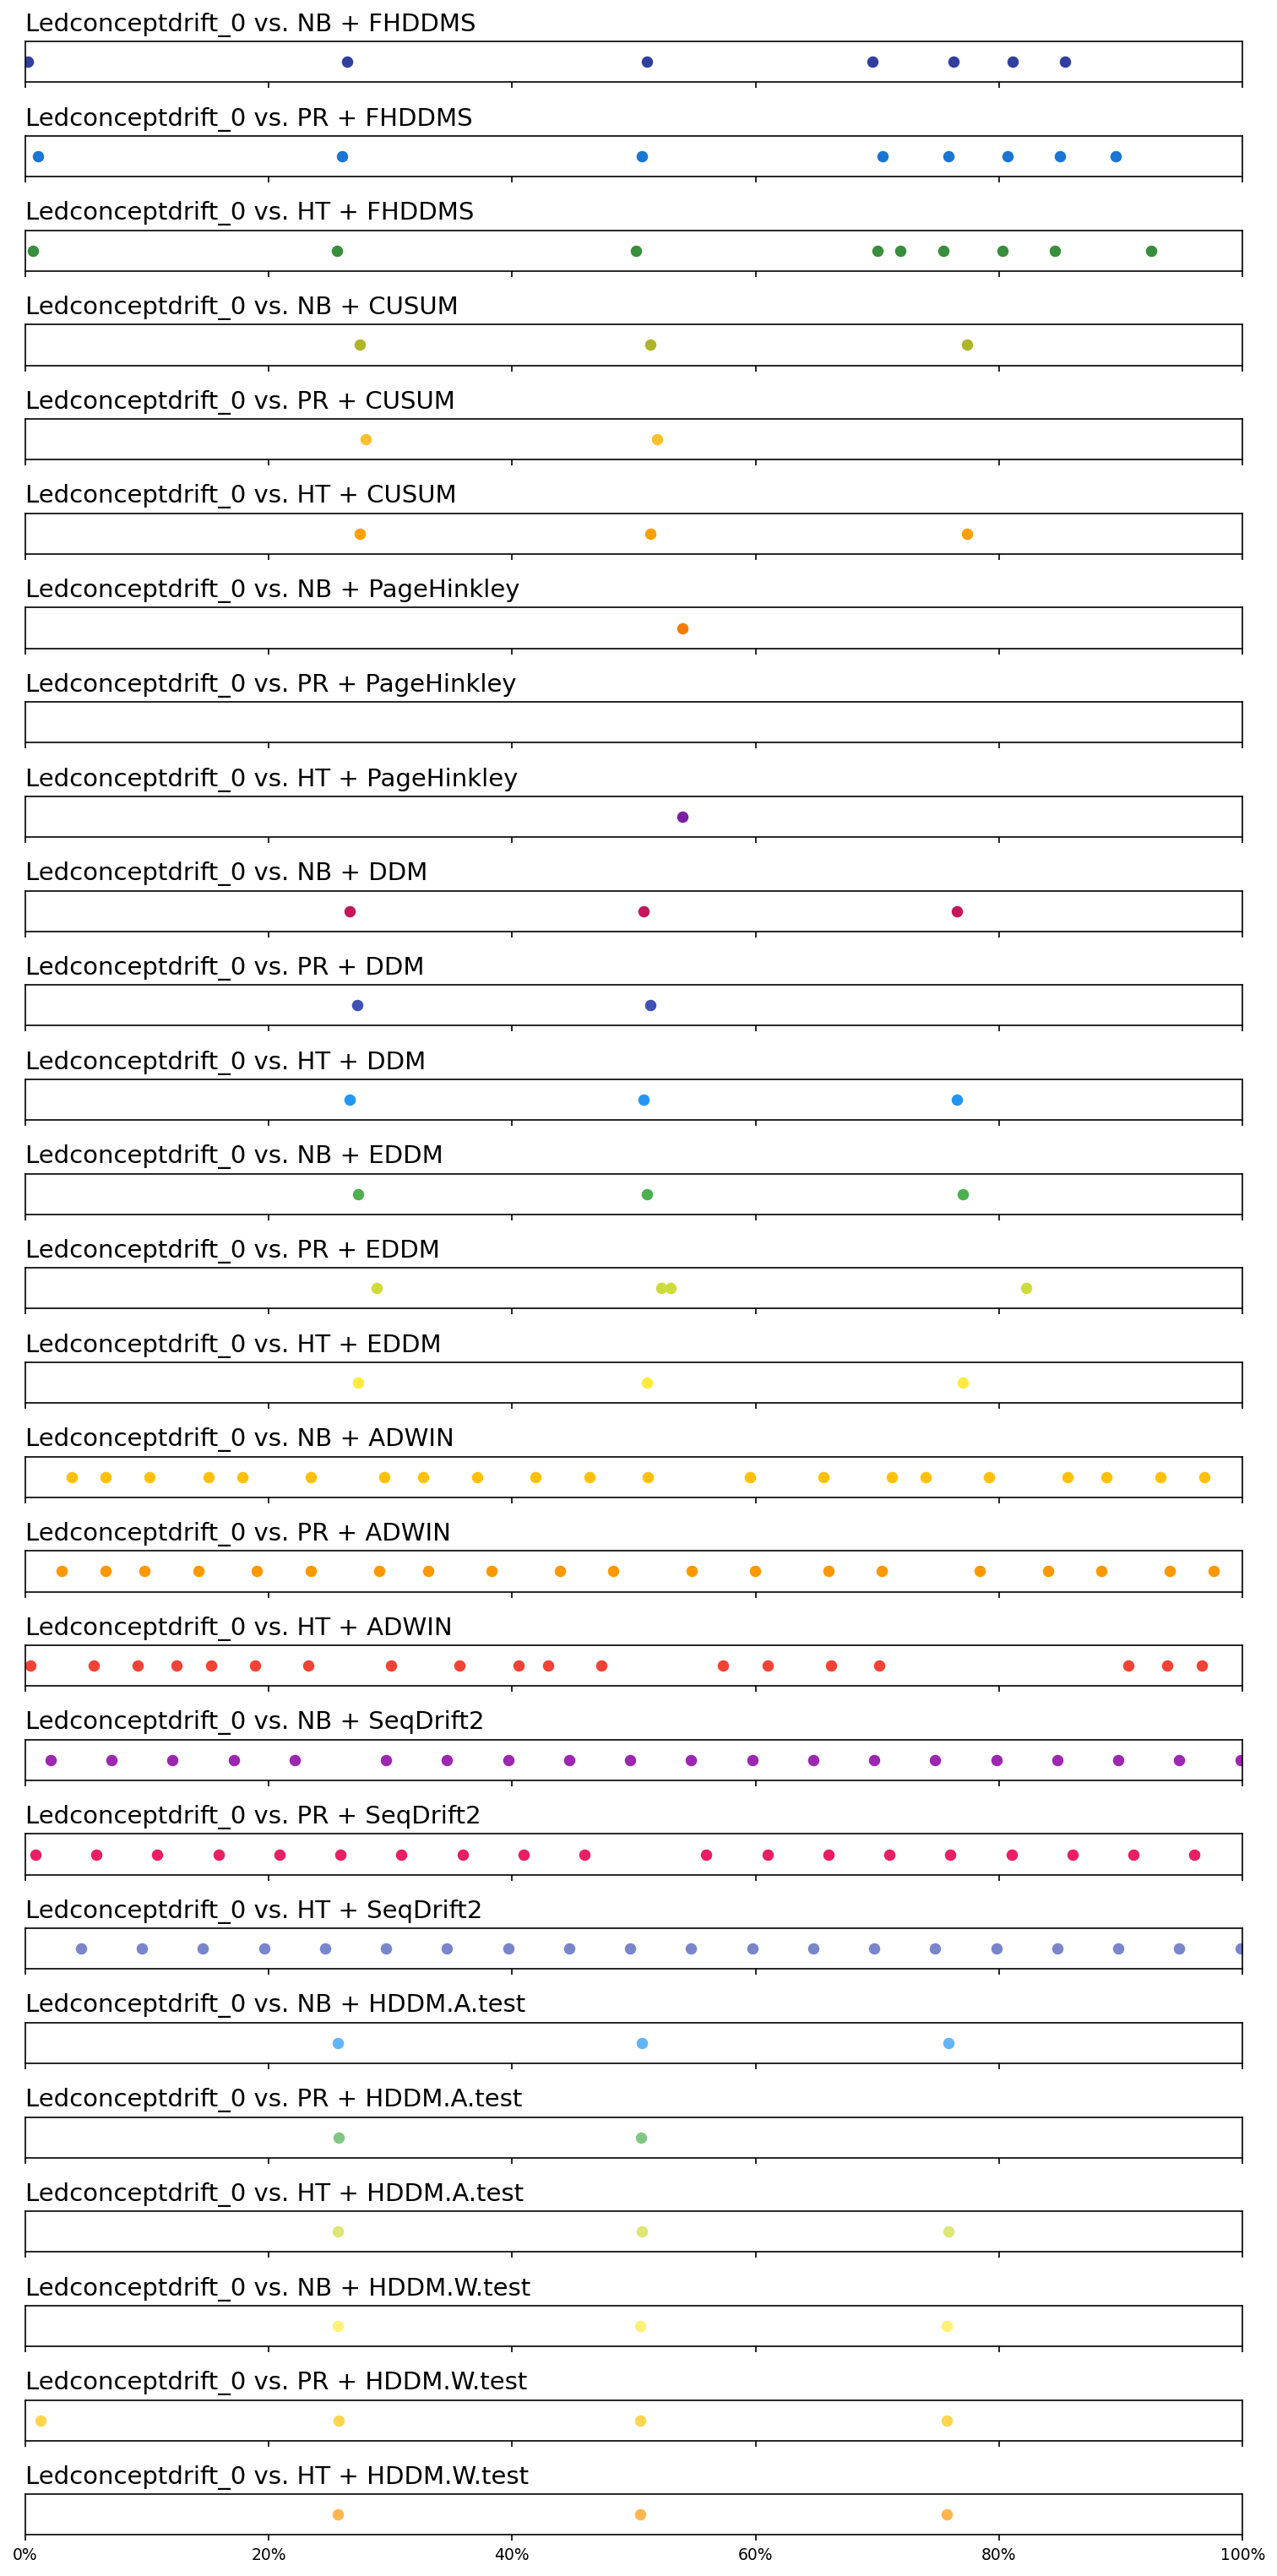 Ledconceptdrift_0 vs. NB + FHDDMS
Ledconceptdrift_0 vs. PR + FHDDMS
Ledconceptdrift_0 vs. HT + FHDDMS
Ledconceptdrift_0 vs. NB + CUSUM
Ledconceptdrift_0 vs. PR + CUSUM
Ledconceptdrift_0 vs. HT + CUSUM
Ledconceptdrift_0 vs. NB + PageHinkley
Ledconceptdrift_0 vs. PR + PageHinkley
Ledconceptdrift_0 vs. HT + PageHinkley
Ledconceptdrift_0 vs. NB + DDM
Ledconceptdrift_0 vs. PR + DDM
Ledconceptdrift_0 vs. HT + DDM
Ledconceptdrift_0 vs. NB + EDDM
Ledconceptdrift_0 vs. PR + EDDM
Ledconceptdrift_0 vs. HT + EDDM
Ledconceptdrift_0 vs. NB + ADWIN
Ledconceptdrift_0 vs. PR + ADWIN
Ledconceptdrift_0 vs. HT + ADWIN
Ledconceptdrift_0 vs. NB + SeqDrift2
Ledconceptdrift_0 vs. PR + SeqDrift2
Ledconceptdrift_0 vs. HT + SeqDrift2
Ledconceptdrift_0 vs. NB + HDDM.A.test
Ledconceptdrift_0 vs. PR + HDDM.A.test
Ledconceptdrift_0 vs. HT + HDDM.A.test
Ledconceptdrift_0 vs. NB + HDDM.W.test
Ledconceptdrift_0 vs. PR + HDDM.W.test
Ledconceptdrift_0 vs. HT + HDDM.W.test
0% 20% 40% 60% 80% 100%